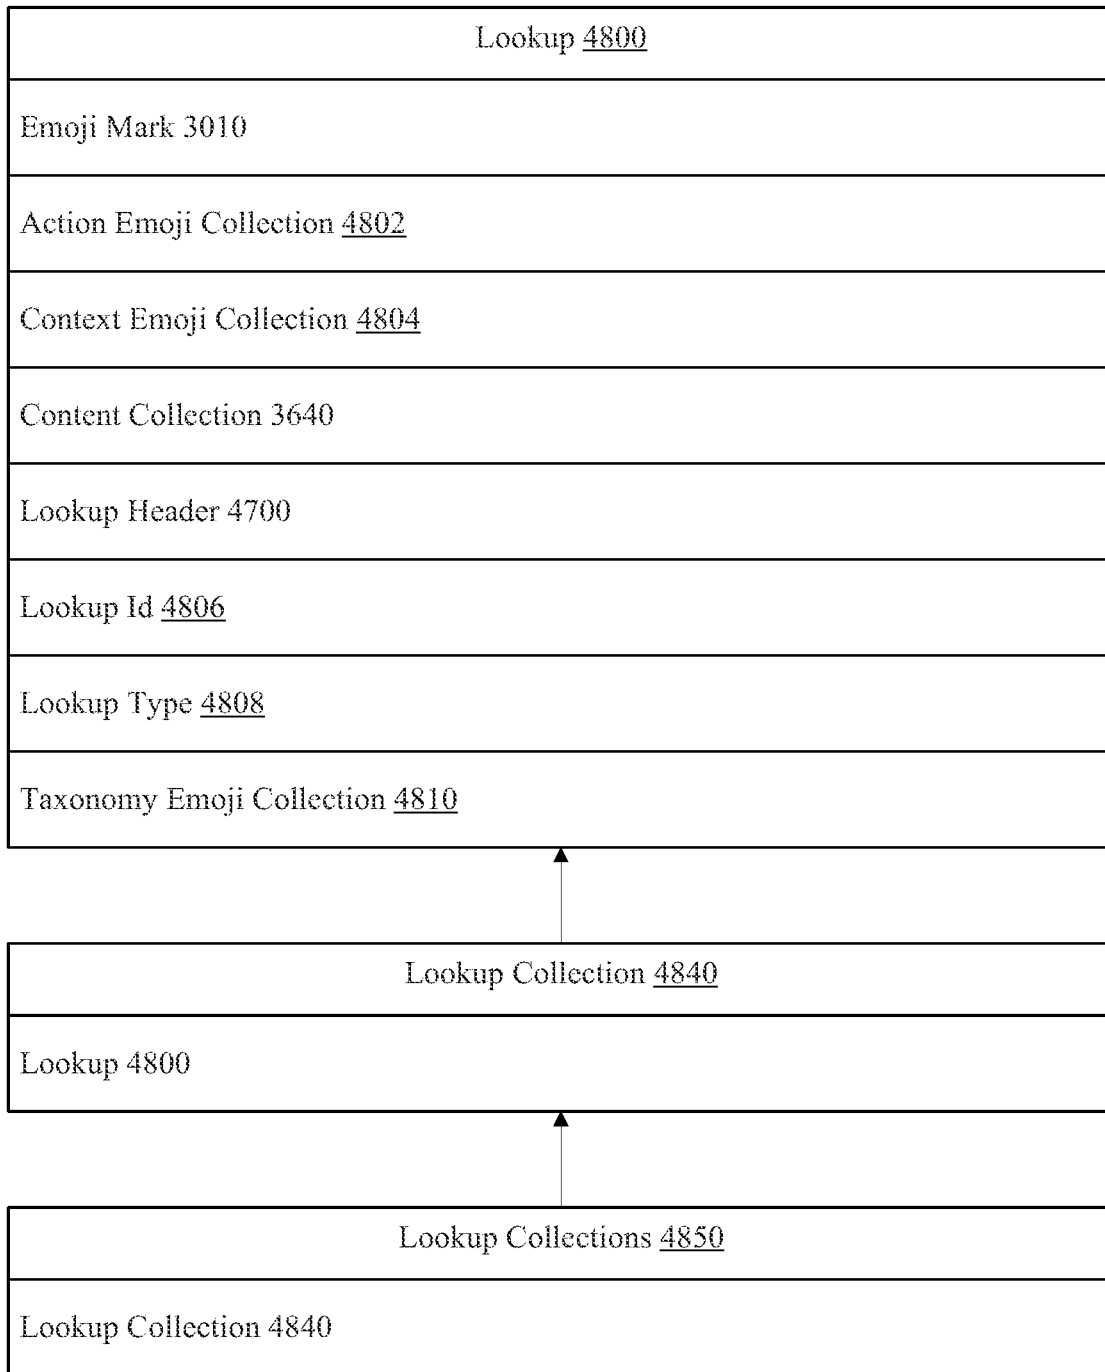 Lookup 4800
Emoji Mark 3010
Action Emoji Collection 4802
Context Emoji Collection 4804
Content Collection 3640
Lookup Header 4700
Lookup Id 4806
Lookup Type 4808
Taxonomy Emoji Collection 4810
Lookup Collection 4840
Lookup 4800
Lookup Collections 4850
Lookup Collection 4840